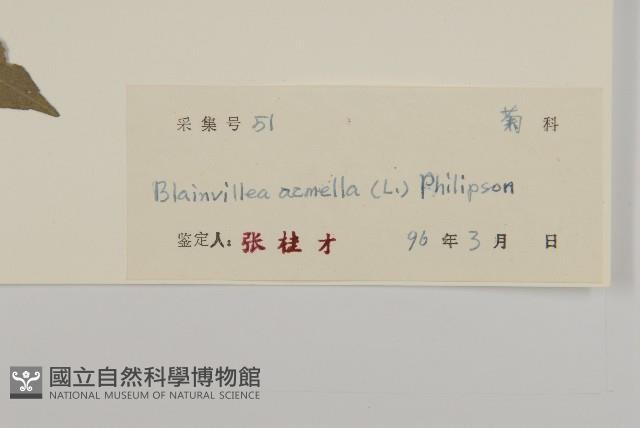 采集号 51 菊 科
Blainvillea acmella (L.) Philipson
鉴定人: 张桂才 96 年 3 月 日
國立自然科學博物館
NATIONAL MUSEUM OF NATURAL SCIENCE